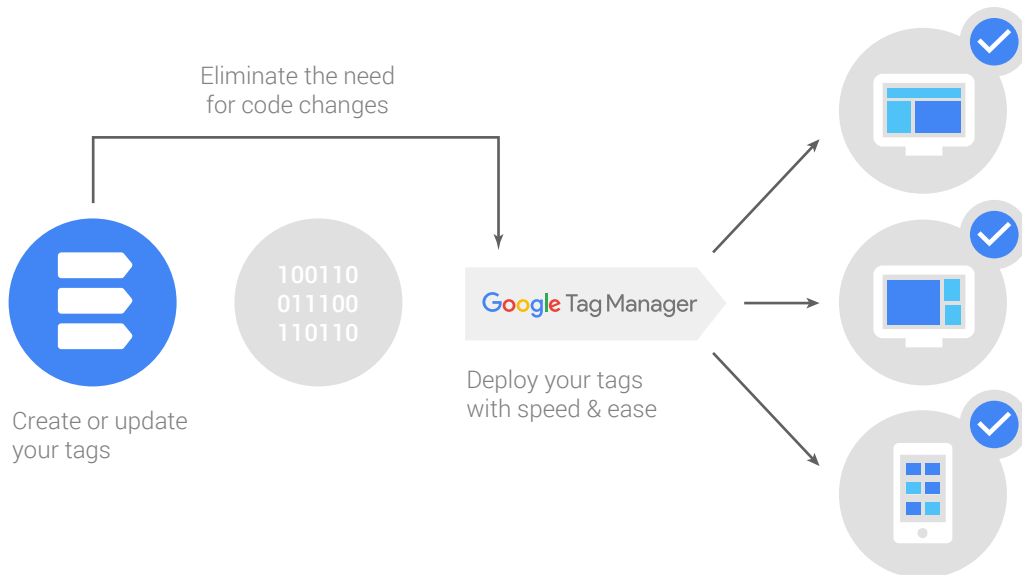 Eliminate the need
for code changes
100110
011100
110110
Google Tag Manager
Create or update
your tags
Deploy your tags
with speed & ease